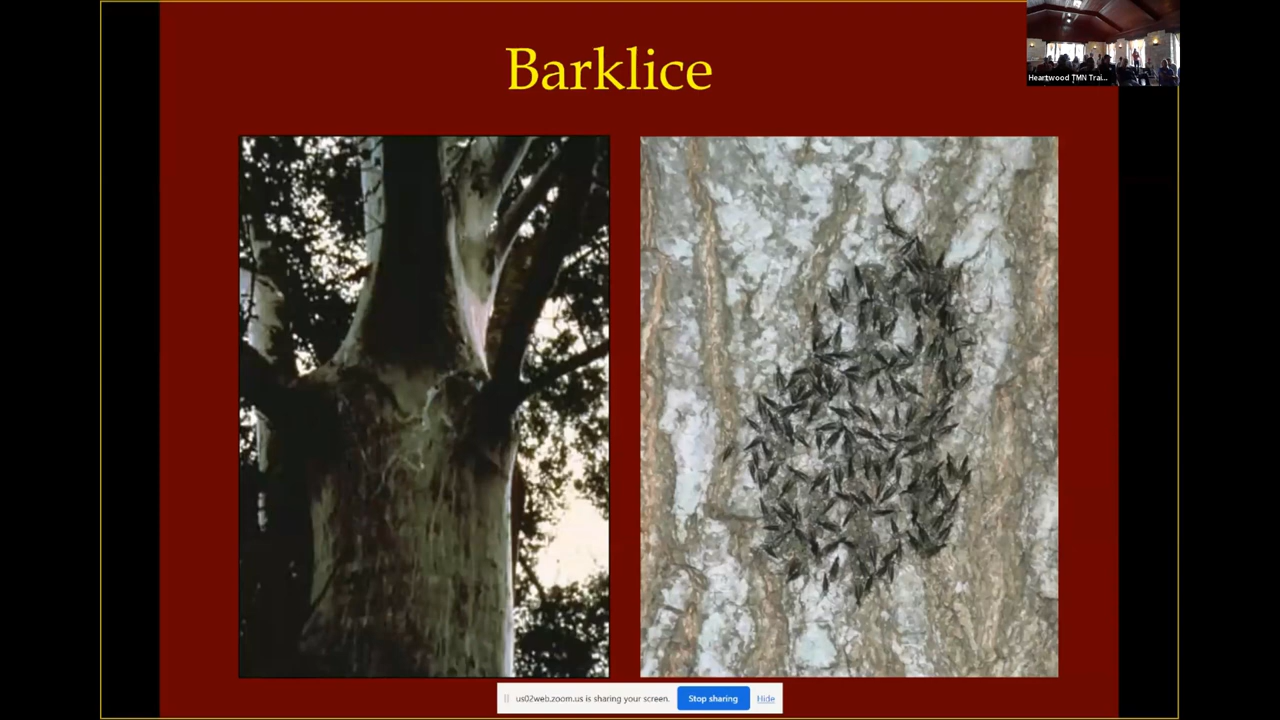 Barklice
Heartwood TMN Trai...
us02web.zoom.us is sharing your screen.
Stop sharing
Hide